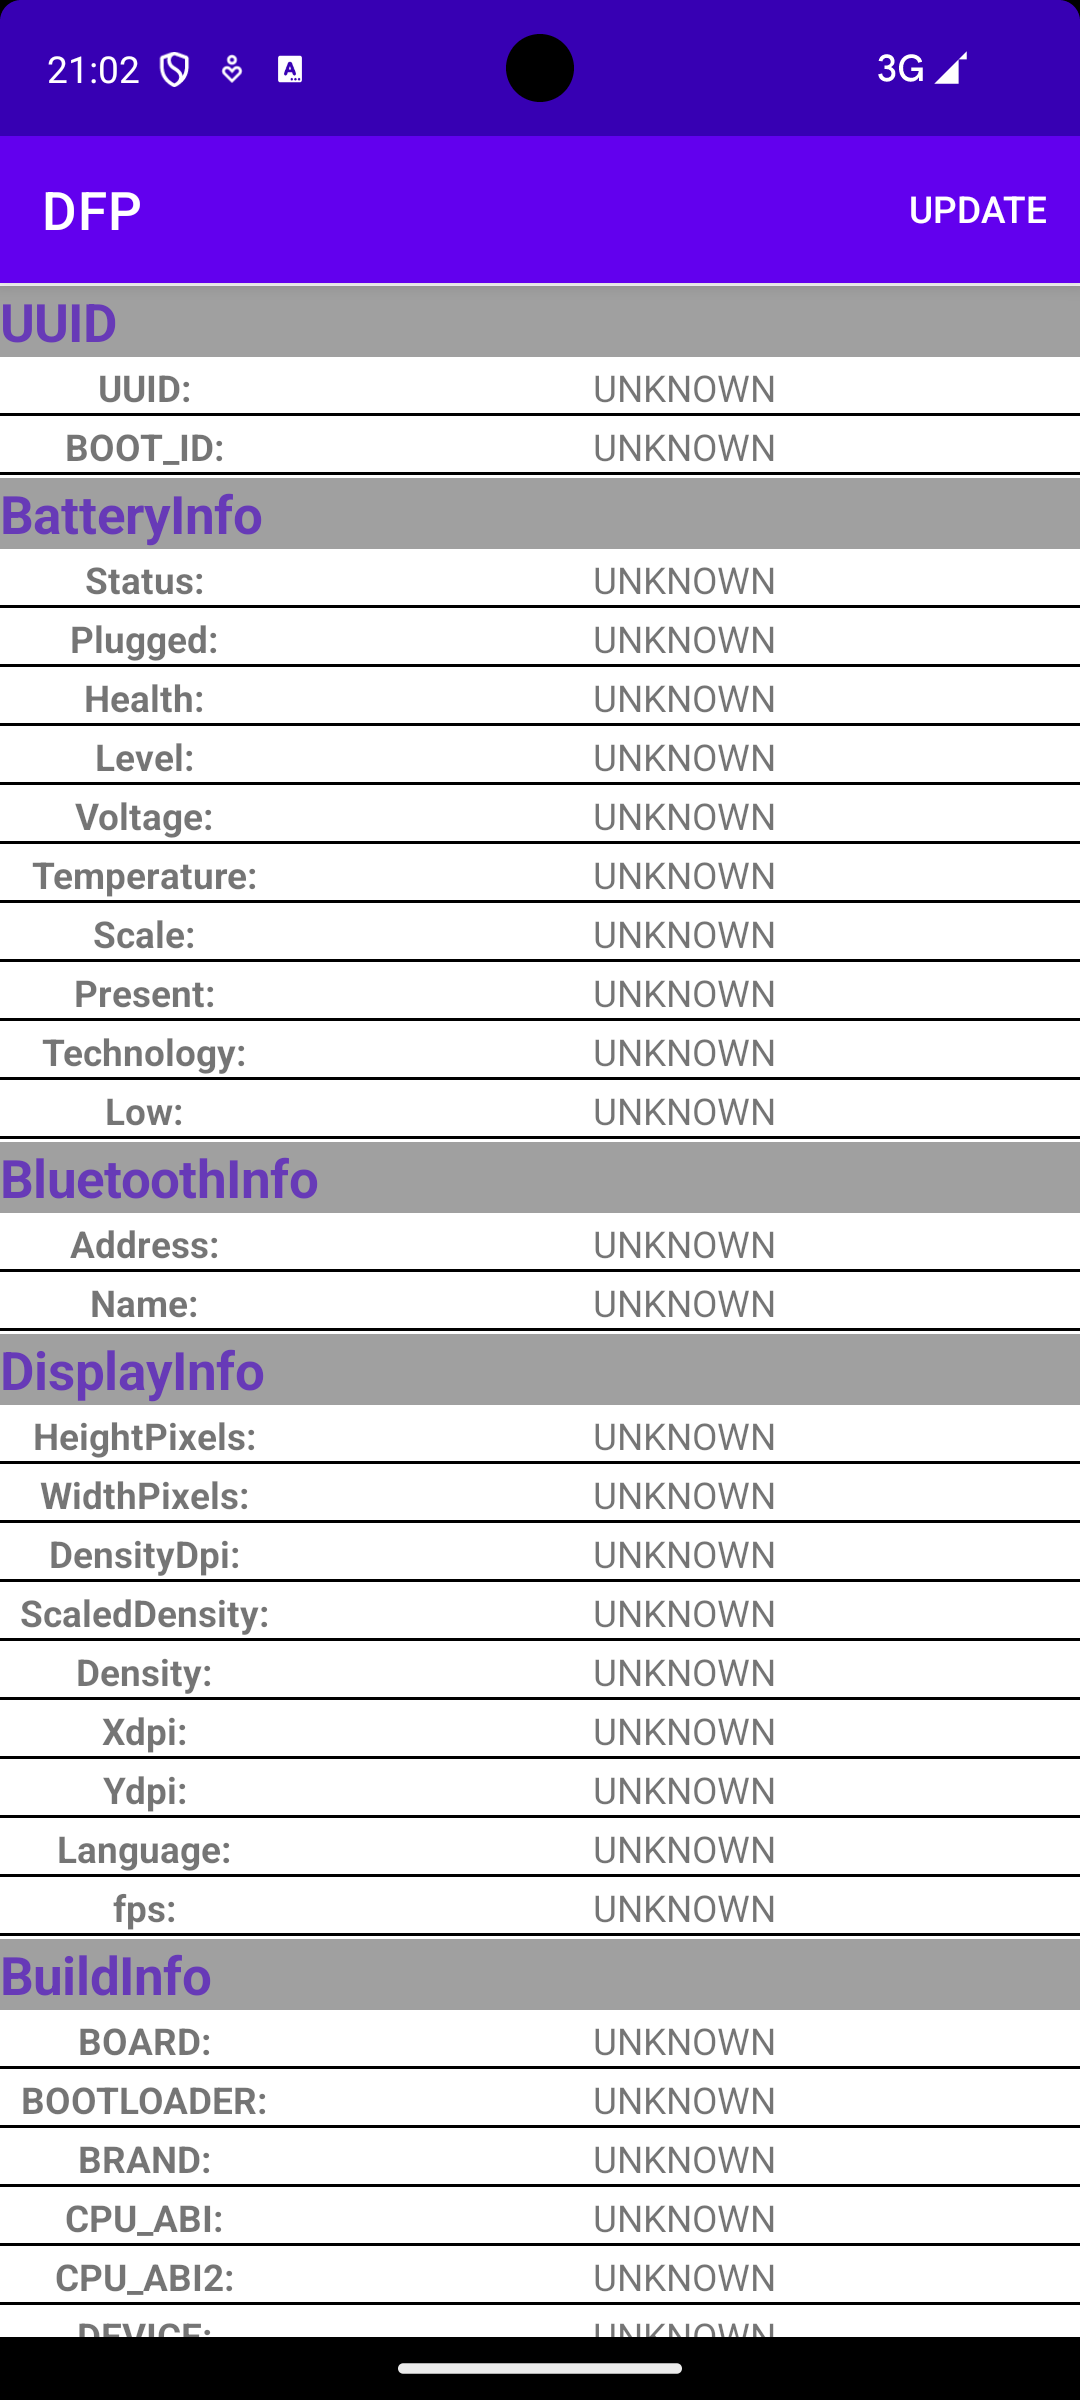 21:02 3G
DFP UPDATE
UUID
UUID: UNKNOWN
BOOT_ID: UNKNOWN
BatteryInfo
Status: UNKNOWN
Plugged: UNKNOWN
Health: UNKNOWN
Level: UNKNOWN
Voltage: UNKNOWN
Temperature: UNKNOWN
Scale: UNKNOWN
Present: UNKNOWN
Technology: UNKNOWN
Low: UNKNOWN
BluetoothInfo
Address: UNKNOWN
Name: UNKNOWN
DisplayInfo
HeightPixels: UNKNOWN
WidthPixels: UNKNOWN
DensityDpi: UNKNOWN
ScaledDensity: UNKNOWN
Density: UNKNOWN
Xdpi: UNKNOWN
Ydpi: UNKNOWN
Language: UNKNOWN
fps: UNKNOWN
BuildInfo
BOARD: UNKNOWN
BOOTLOADER: UNKNOWN
BRAND: UNKNOWN
CPU_ABI: UNKNOWN
CPU_ABI2: UNKNOWN
DEVICE: UNKNOWN